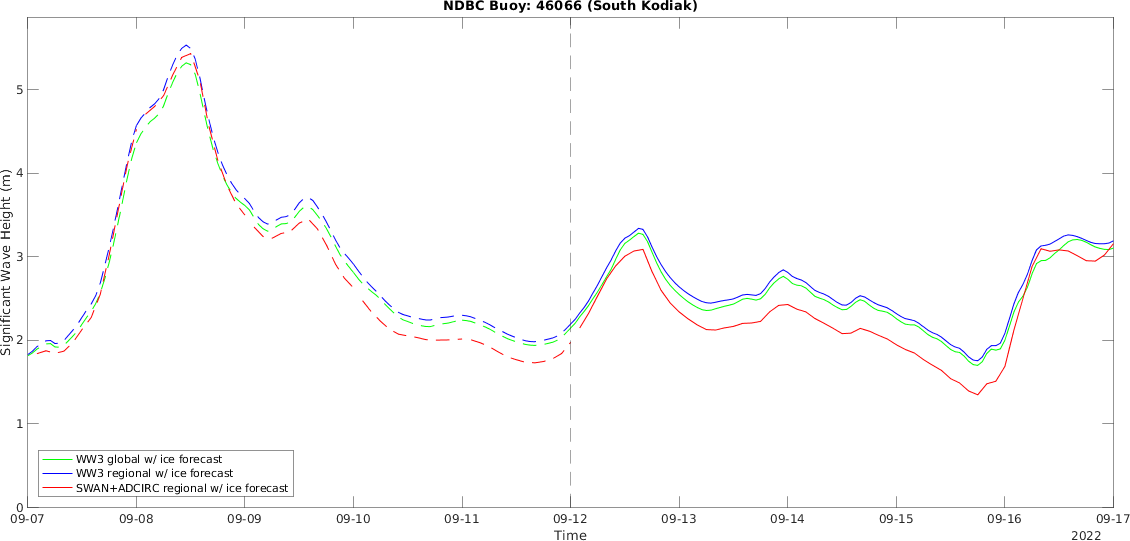 NDBC Buoy: 46066 (South Kodiak)
Significant Wave Height (m)
5
4
3
2
1
0
WW3 global w/ ice forecast
WW3 regional w/ ice forecast
SWAN+ADCIRC regional w/ ice forecast
09-07 09-08 09-09 09-10 09-11 09-12 09-13 09-14 09-15 09-16 09-17
Time
2022